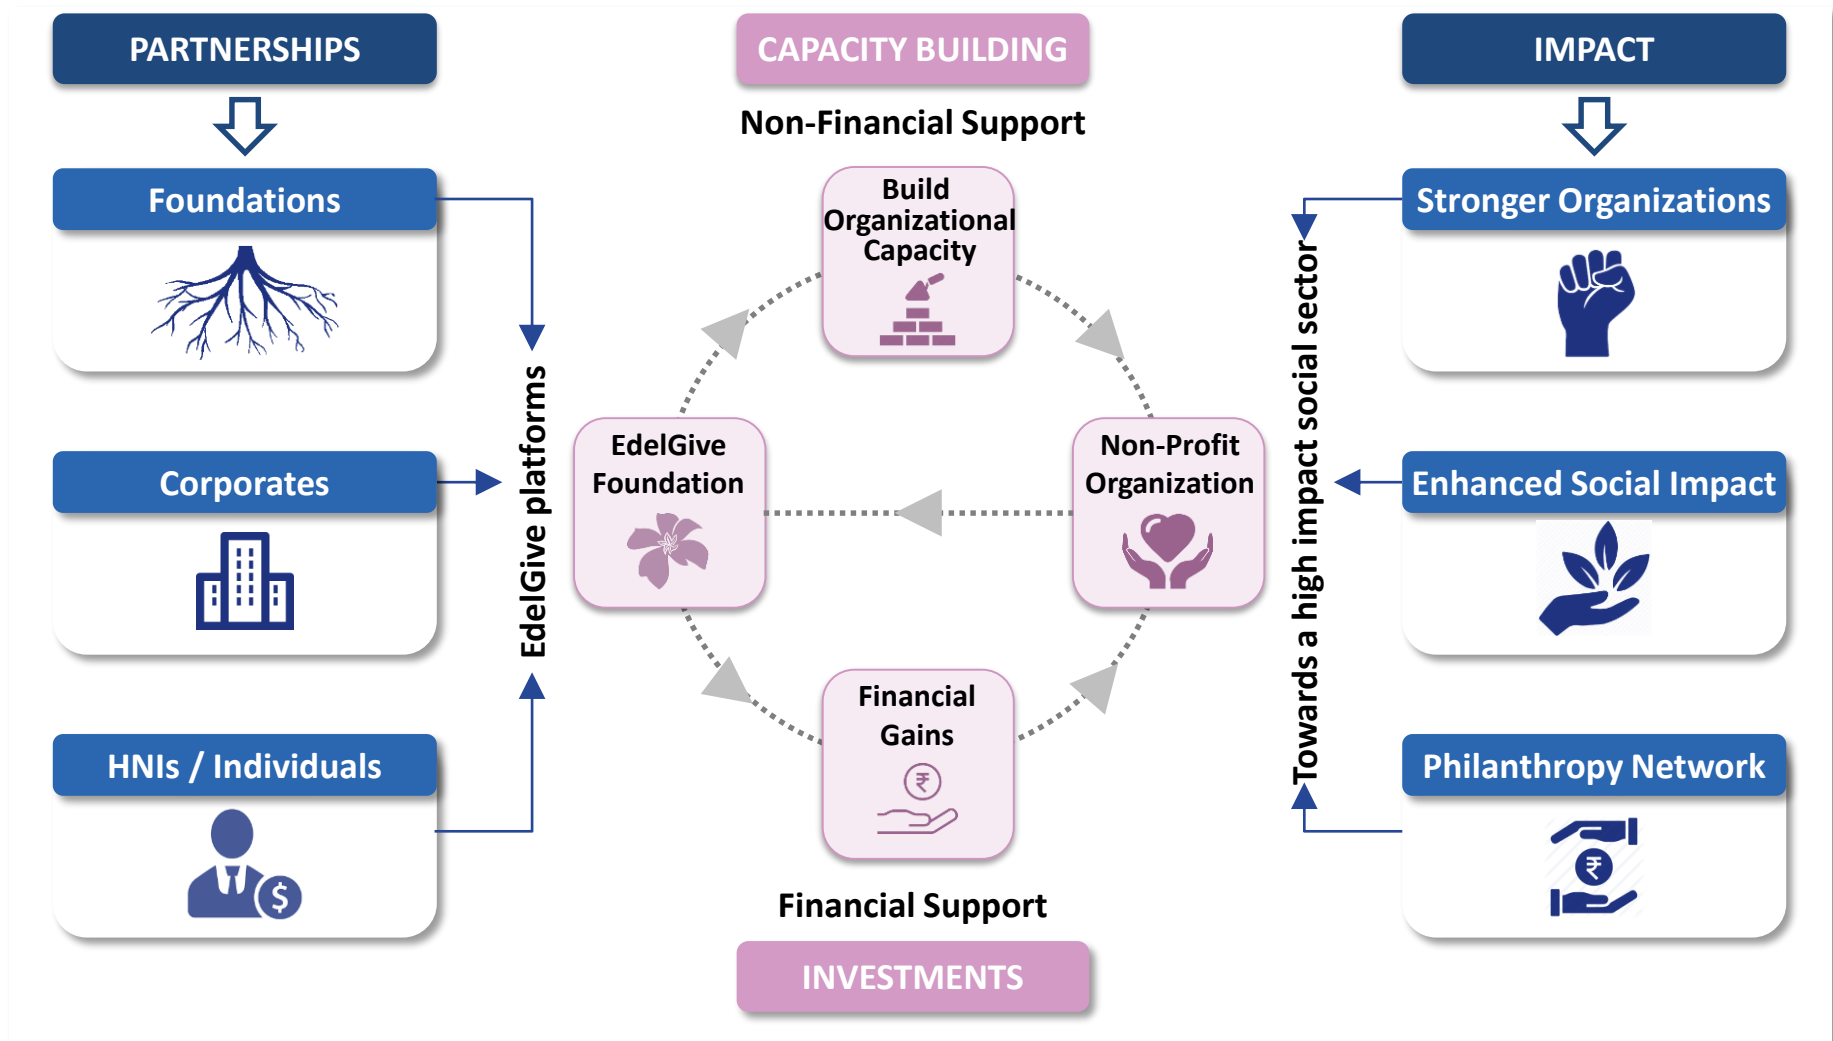 PARTNERSHIPS
Foundations
Corporates
HNIs / Individuals
EdelGive platforms
CAPACITY BUILDING
Non-Financial Support
Build
Organizational
Capacity
EdelGive
Foundation
Non-Profit
Organization
Financial
Gains
₹
Financial Support
INVESTMENTS
Towards a high impact social sector
IMPACT
Stronger Organizations
Enhanced Social Impact
Philanthropy Network
₹
$